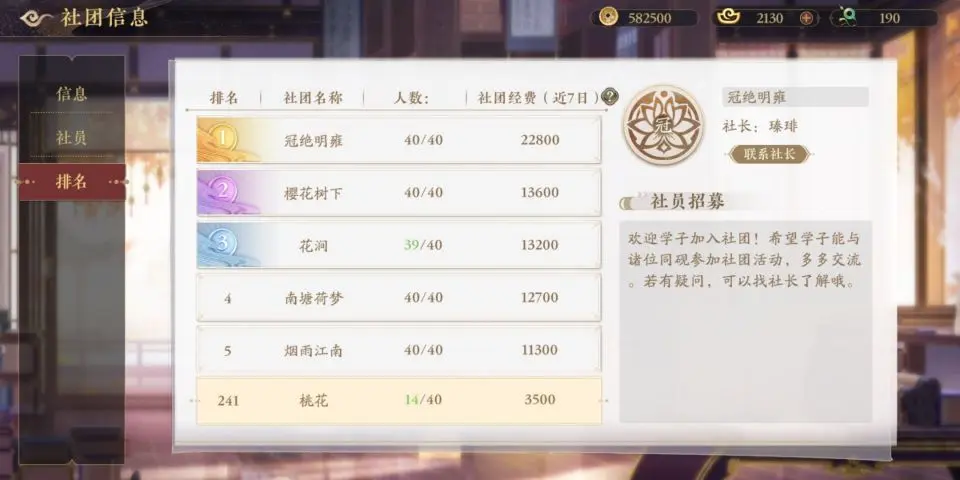 社团信息
582500
2130
190
信息
社员
排名
排名 社团名称 人数： 社团经费（近7日）?
1 冠绝明雍 40/40 22800
2 樱花树下 40/40 13600
3 花涧 39/40 13200
4 南塘荷梦 40/40 12700
5 烟雨江南 40/40 11300
241 桃花 14/40 3500
冠
冠绝明雍
社长：瑧琲
联系社长
社员招募
欢迎学子加入社团！希望学子能与
诸位同砚参加社团活动，多多交流
。若有疑问，可以找社长了解哦。